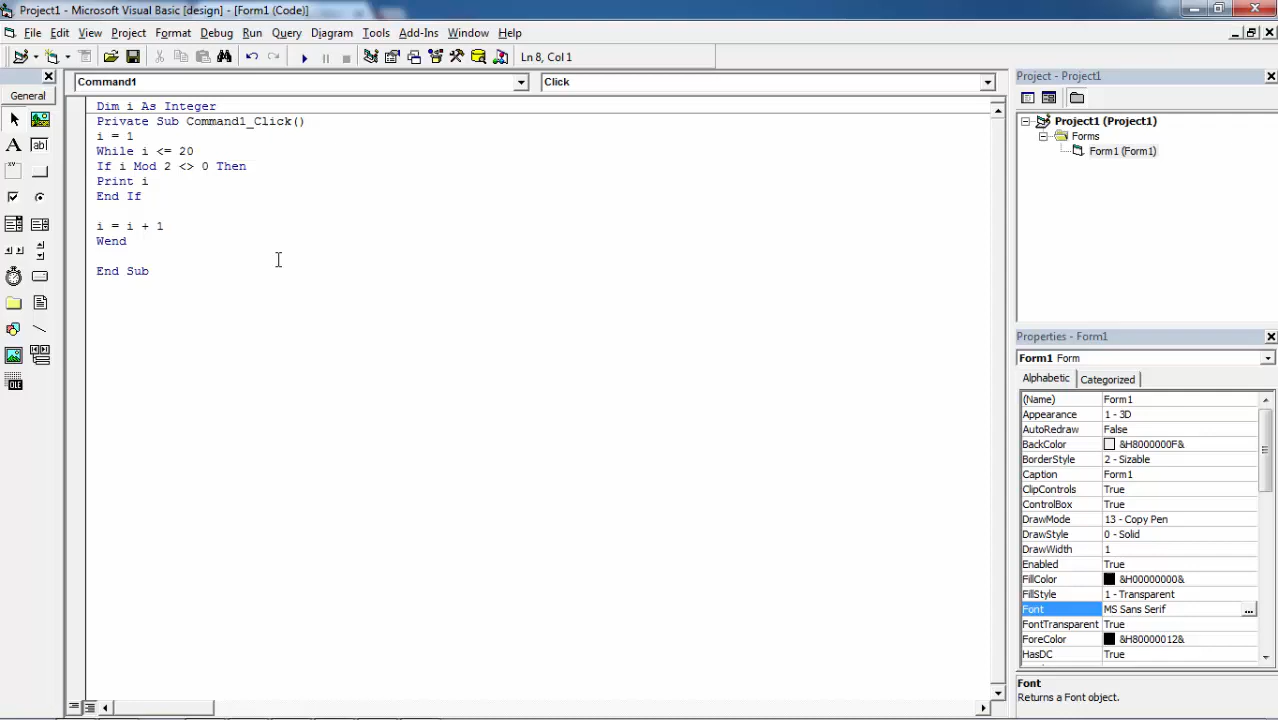 Project1 - Microsoft Visual Basic [design] - [Form1 (Code)]
File Edit View Project Format Debug Run Query Diagram Tools Add-Ins Window Help
Ln 8, Col 1
General
Command1 Click
Dim i As Integer
Private Sub Command1_Click()
i = 1
While i <= 20
If i Mod 2 <> 0 Then
Print i
End If
i = i + 1
Wend
End Sub
A ab|
xy
OLE
Project - Project1
Project1 (Project1)
Forms
Form1 (Form1)
Properties - Form1
Form1 Form
Alphabetic Categorized
(Name) Form1
Appearance 1 - 3D
AutoRedraw False
BackColor &H8000000F&
BorderStyle 2 - Sizable
Caption Form1
ClipControls True
ControlBox True
DrawMode 13 - Copy Pen
DrawStyle 0 - Solid
DrawWidth 1
Enabled True
FillColor &H00000000&
FillStyle 1 - Transparent
Font MS Sans Serif ...
FontTransparent True
ForeColor &H80000012&
HasDC True
Font
Returns a Font object.